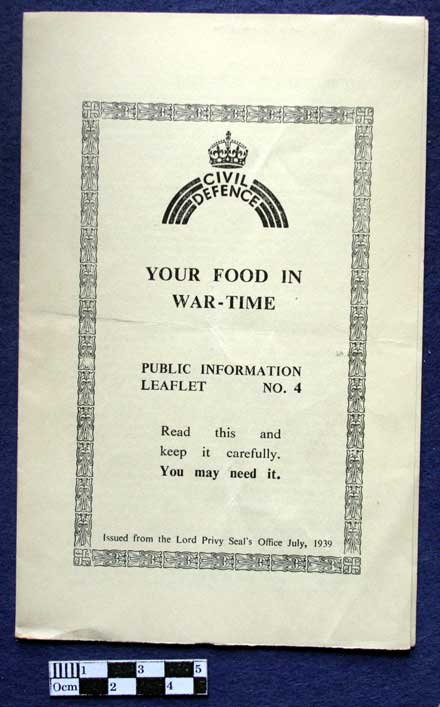 CIVIL
DEFENCE
YOUR FOOD IN
WAR-TIME
PUBLIC INFORMATION
LEAFLET NO. 4
Read this and
keep it carefully.
You may need it.
Issued from the Lord Privy Seal's Office July, 1939
1 3 5
0cm 2 4